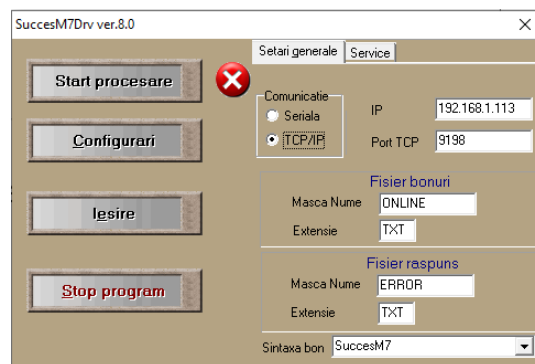 SuccesM7Drv ver.8.0
Start procesare
Configurari
Iesire
Stop program
Setari generale
Service
Comunicatie
Seriala
TCP/IP
IP 192.168.1.113
Port TCP 9198
Fisier bonuri
Masca Nume ONLINE
Extensie TXT
Fisier raspuns
Masca Nume ERROR
Extensie TXT
Sintaxa bon SuccesM7